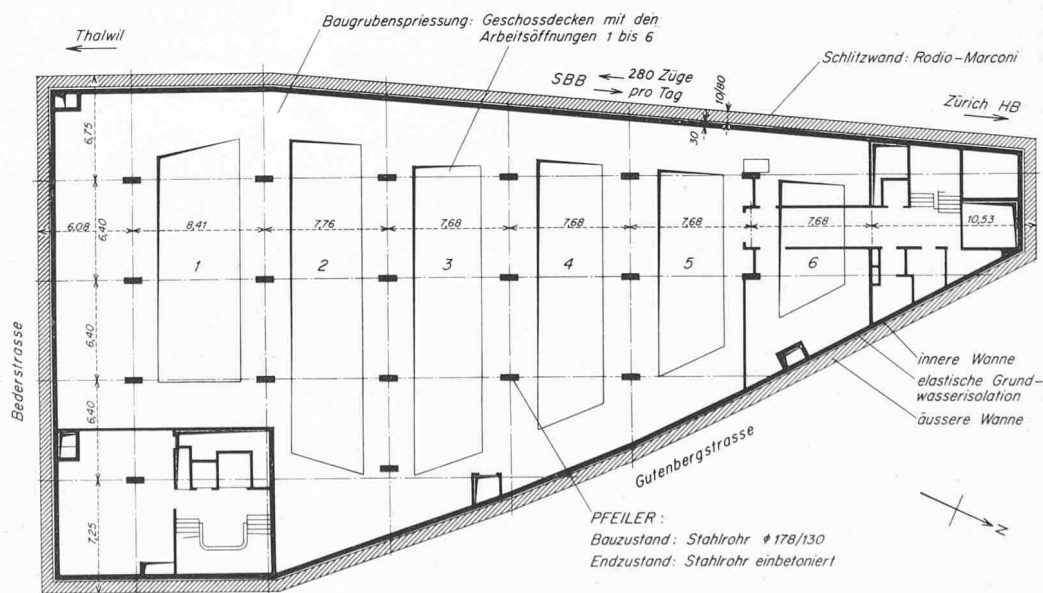 Baugrubenspriessung: Geschossdecken mit den
Arbeitsöffnungen 1 bis 6
Thalwil
SBB 280 Züge
pro Tag
Schlitzwand: Rodio-Marconi
Zürich HB
10/80
30
6,75
6,40
6,08
8,41
7,76
7,68
7,68
7,68
7,68
10,53
1
2
3
4
5
6
6,40
6,40
7,25
Bederstrasse
innere Wanne
elastische Grund-
wasserisolation
äussere Wanne
Gutenbergstrasse
PFEILER:
Bauzustand: Stahlrohr ϕ 178/130
Endzustand: Stahlrohr einbetoniert
N